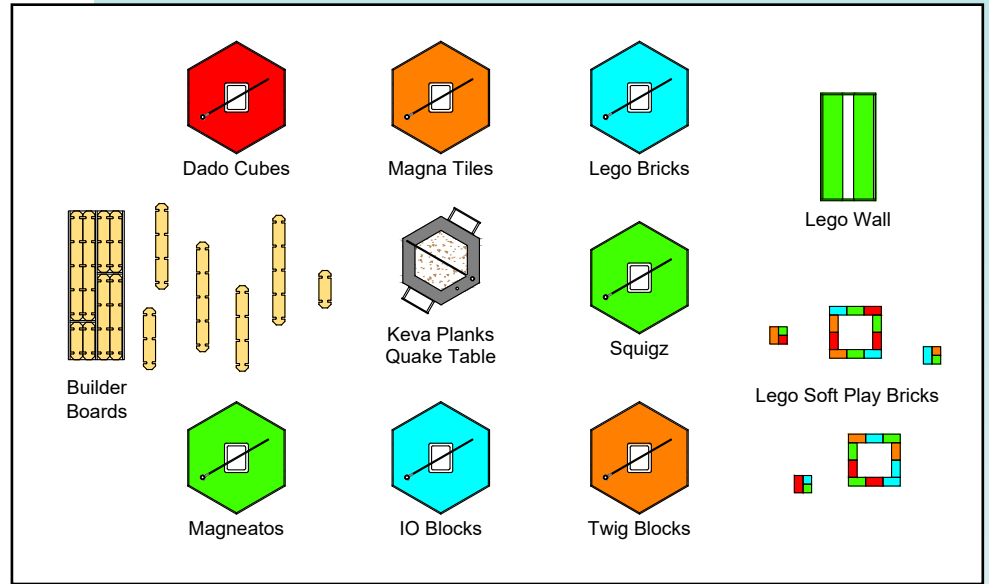 Dado Cubes
Magna Tiles
Lego Bricks
Lego Wall
Builder
Boards
Keva Planks
Quake Table
Squigz
Lego Soft Play Bricks
Magneatos
IO Blocks
Twig Blocks